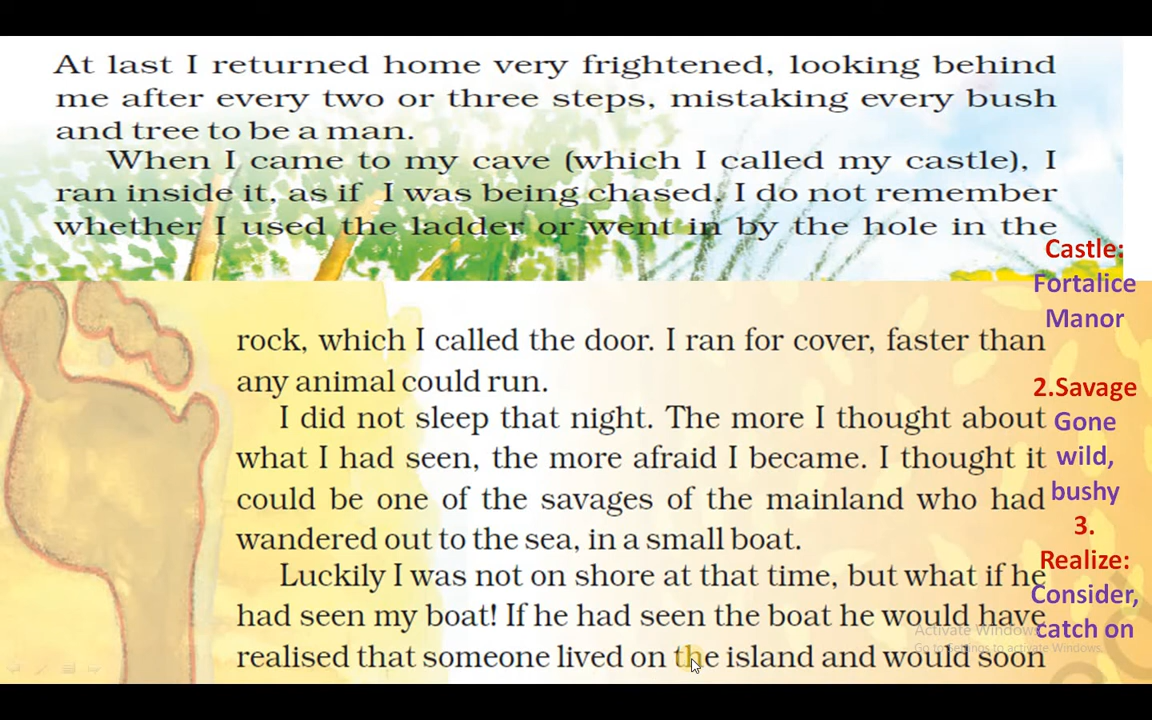 At last I returned home very frightened, looking behind
me after every two or three steps, mistaking every bush
and tree to be a man.
When I came to my cave (which I called my castle), I
ran inside it, as if I was being chased. I do not remember
whether I used the ladder or went in by the hole in the
rock, which I called the door. I ran for cover, faster than
any animal could run.
I did not sleep that night. The more I thought about
what I had seen, the more afraid I became. I thought it
could be one of the savages of the mainland who had
wandered out to the sea, in a small boat.
Luckily I was not on shore at that time, but what if he
had seen my boat! If he had seen the boat he would have
realised that someone lived on the island and would soon
Castle:
Fortalice
Manor
2.Savage
Gone
wild,
bushy
3.
Realize:
Consider,
catch on
Activate Windows
Go to Settings to activate Windows.